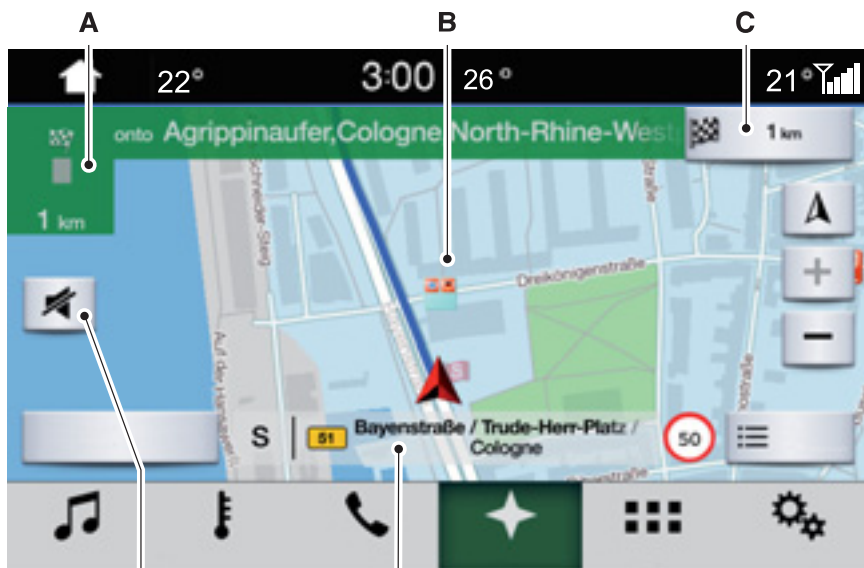 A B C
22° 3:00 26° 21°
onto Agrippinaufer,Cologne,North-Rhine-West
1 km
1 km
Dreikönigenstraße
S
S 51 Bayenstraße / Trude-Herr-Platz /
Cologne
50